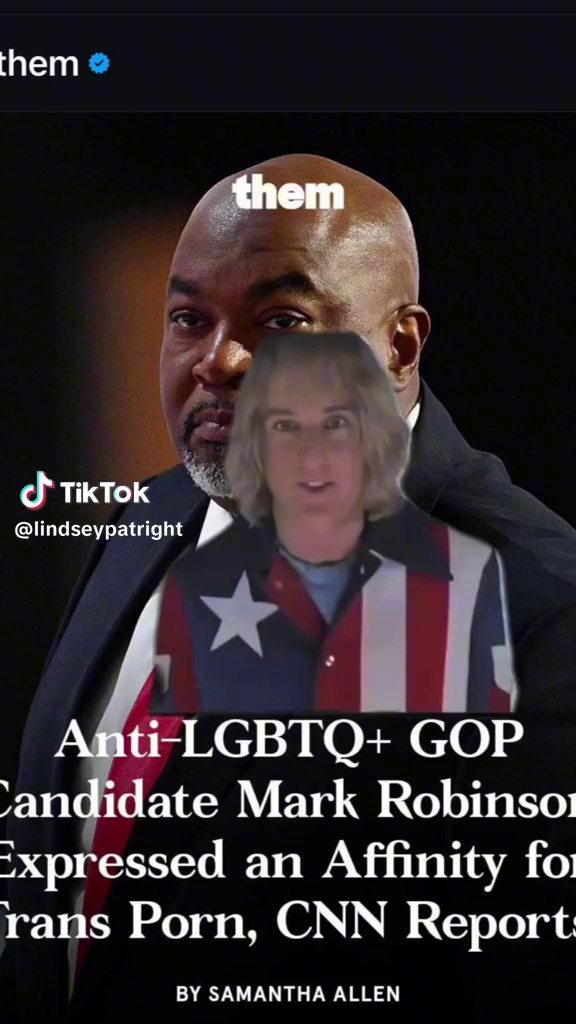 them
them
TikTok
@lindseypatright
Anti-LGBTQ+ GOP
Candidate Mark Robinson
Expressed an Affinity for
Trans Porn, CNN Reports
BY SAMANTHA ALLEN